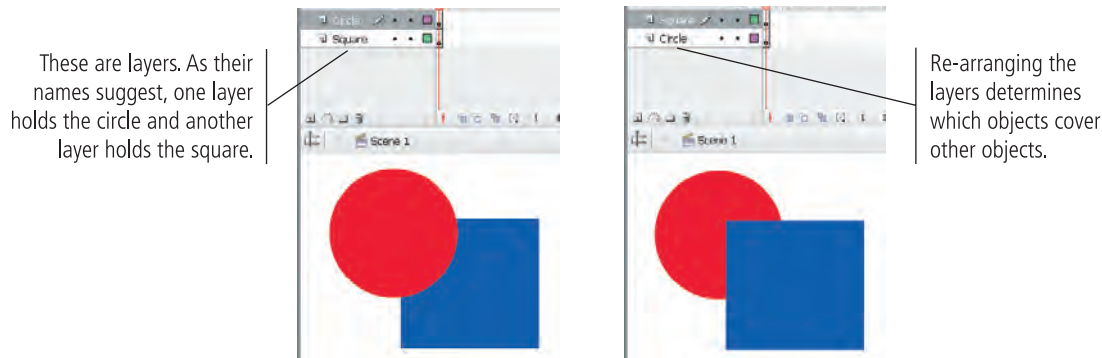 These are layers. As their
names suggest, one layer
holds the circle and another
layer holds the square.
Circle
Square
Scene 1
Square
Circle
Scene 1
Re-arranging the
layers determines
which objects cover
other objects.